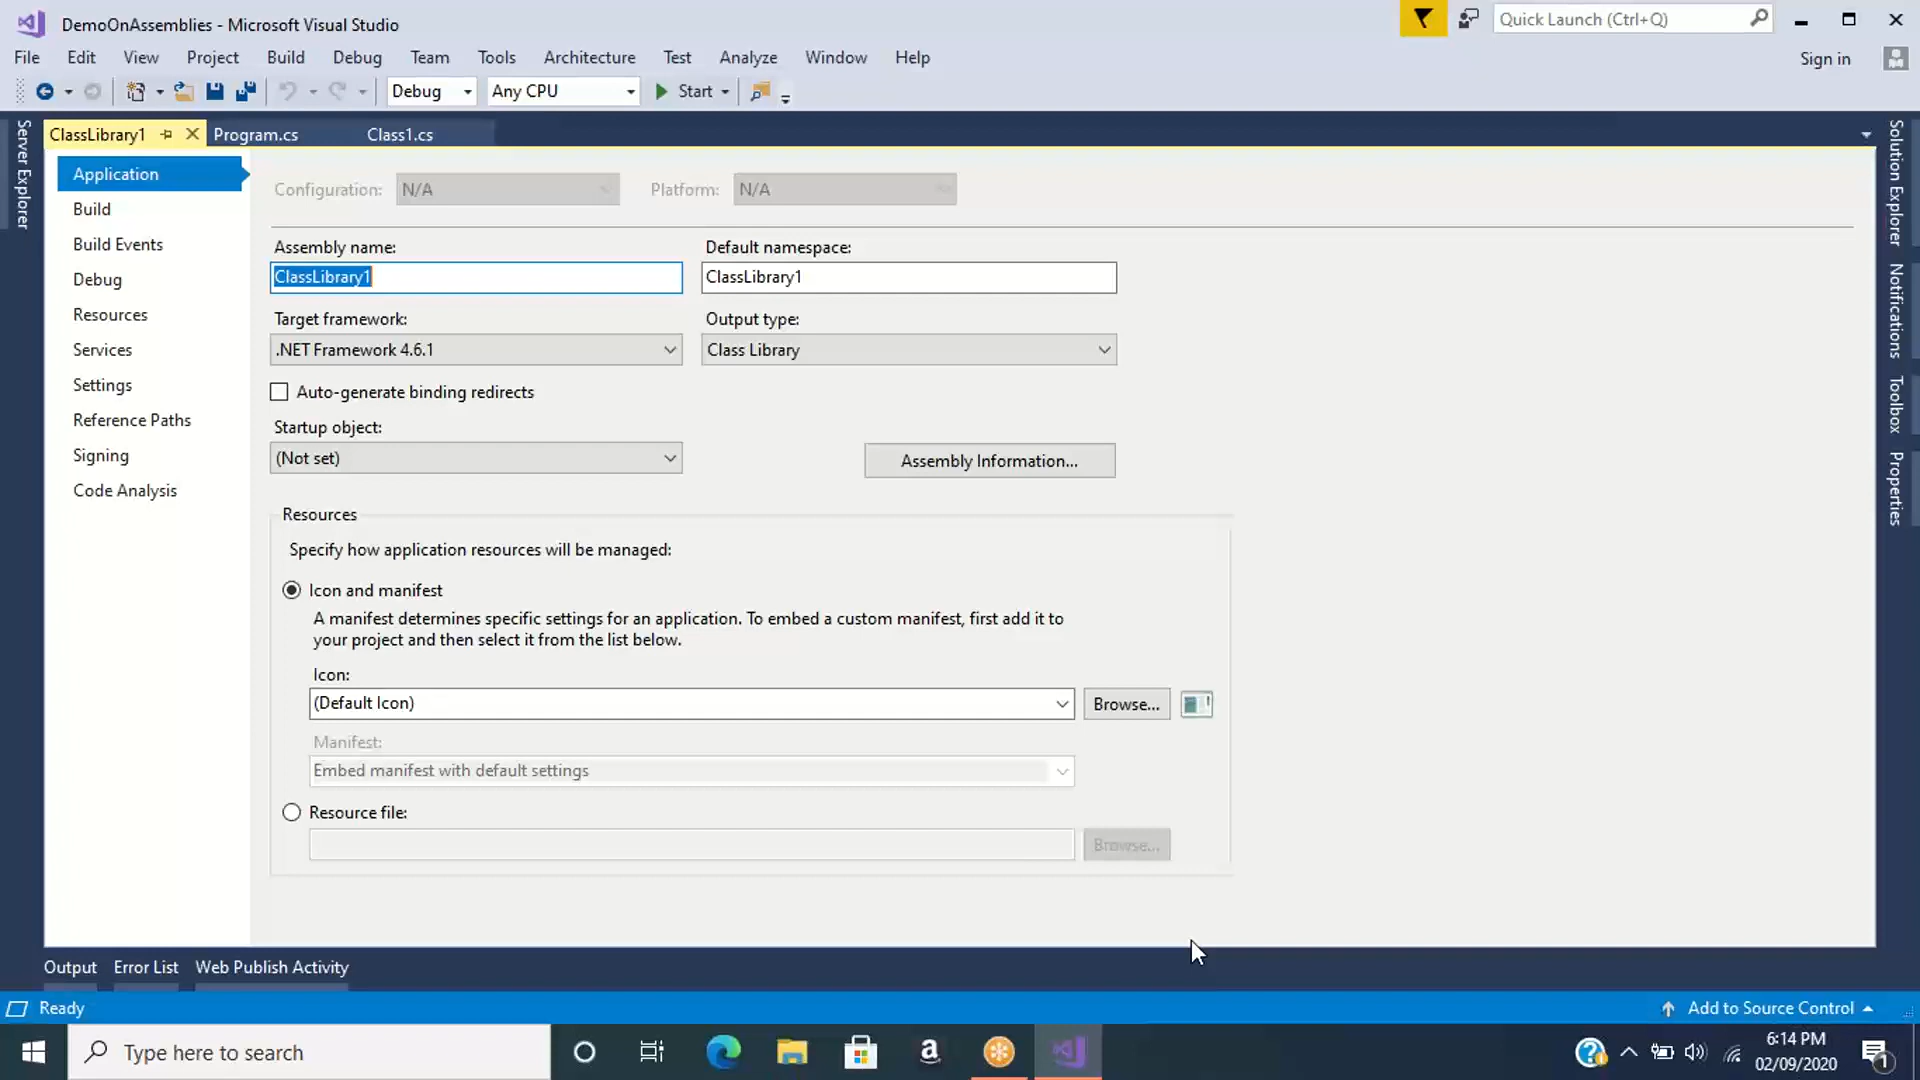 DemoOnAssemblies - Microsoft Visual Studio
Quick Launch (Ctrl+Q)
File Edit View Project Build Debug Team Tools Architecture Test Analyze Window Help
Sign in
Debug Any CPU Start
ClassLibrary1 Program.cs Class1.cs
Server Explorer
Application
Build
Build Events
Debug
Resources
Services
Settings
Reference Paths
Signing
Code Analysis
Configuration: N/A Platform: N/A
Assembly name: Default namespace:
ClassLibrary1 ClassLibrary1
Target framework: Output type:
.NET Framework 4.6.1 Class Library
Auto-generate binding redirects
Startup object:
(Not set) Assembly Information...
Resources
Specify how application resources will be managed:
Icon and manifest
A manifest determines specific settings for an application. To embed a custom manifest, first add it to
your project and then select it from the list below.
Icon:
(Default Icon) Browse...
Manifest:
Embed manifest with default settings
Resource file:
Browse...
Solution Explorer
Notifications
Toolbox
Properties
Output Error List Web Publish Activity
Ready Add to Source Control
Type here to search
6:14 PM
02/09/2020
1